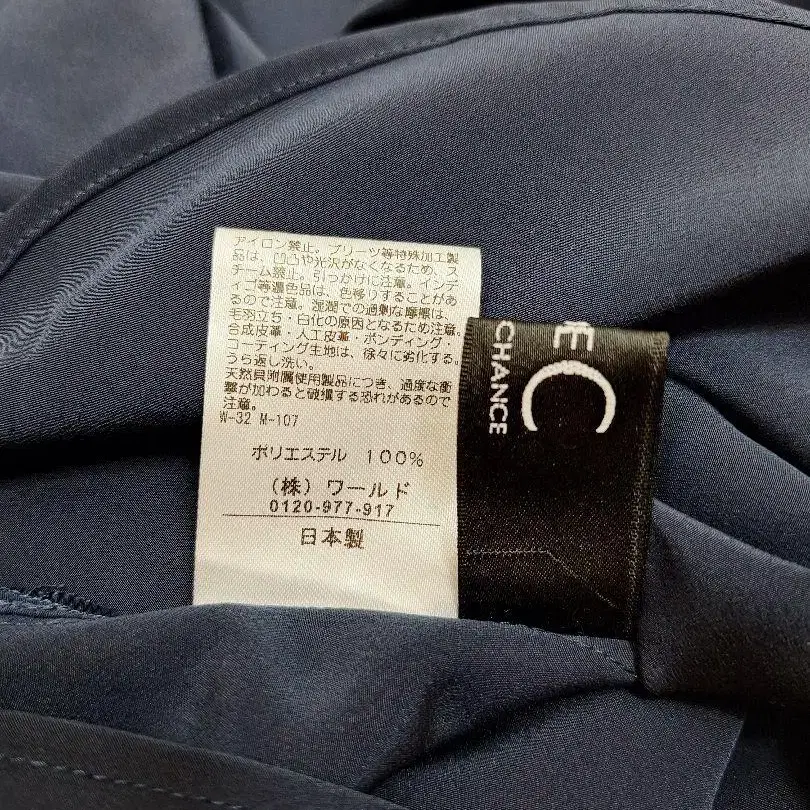 アイロン禁止。プリーツ等特殊加工製
品は、凹凸や光沢がなくなるため、ス
チーム禁止。引っかけに注意。インデ
ィゴ等濃色品は、色移りすることがあ
るので注意。湿潤での過剰な摩擦は、
毛羽立ち・白化の原因となるため注意。
合成皮革・人工皮革・ボンディング・
コーティング生地は、徐々に劣化する。
うら返し洗い。
天然貝附属使用製品につき、過度な衝
撃が加わると破損する恐れがあるので
注意。
W-32 M-107
ポリエステル 100%
(株) ワールド
0120-977-917
日本製
C
CHANCE